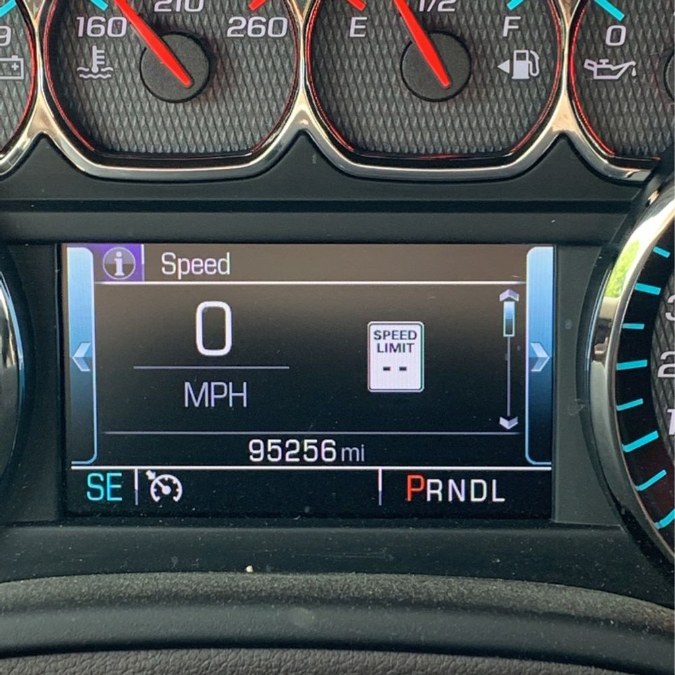 160 210 260
E 1/2 F
0
i Speed
0
MPH
SPEED
LIMIT
--
95256 mi
SE
PRNDL